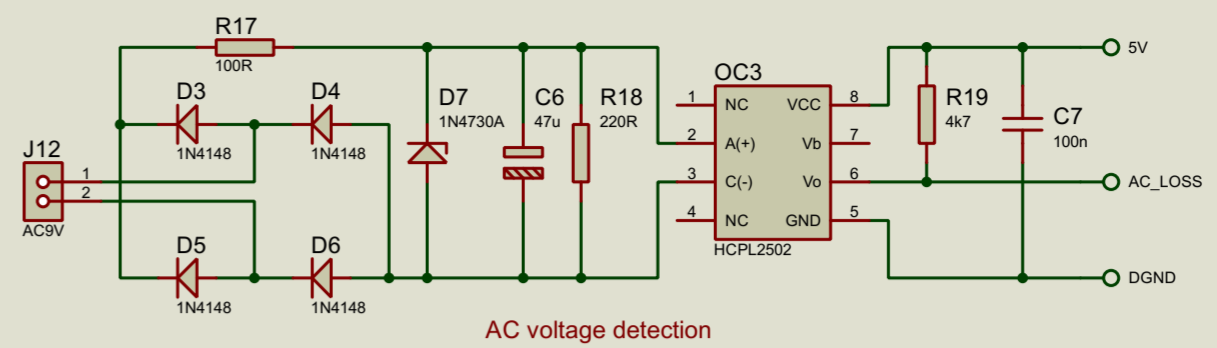 R17
100R
D3
1N4148
D4
1N4148
D7
1N4730A
C6
47u
R18
220R
J12
1
2
AC9V
D5
1N4148
D6
1N4148
OC3
1 NC VCC 8
2 A(+) Vb 7
3 C(-) Vo 6
4 NC GND 5
HCPL2502
R19
4k7
C7
100n
5V
AC_LOSS
DGND
AC voltage detection